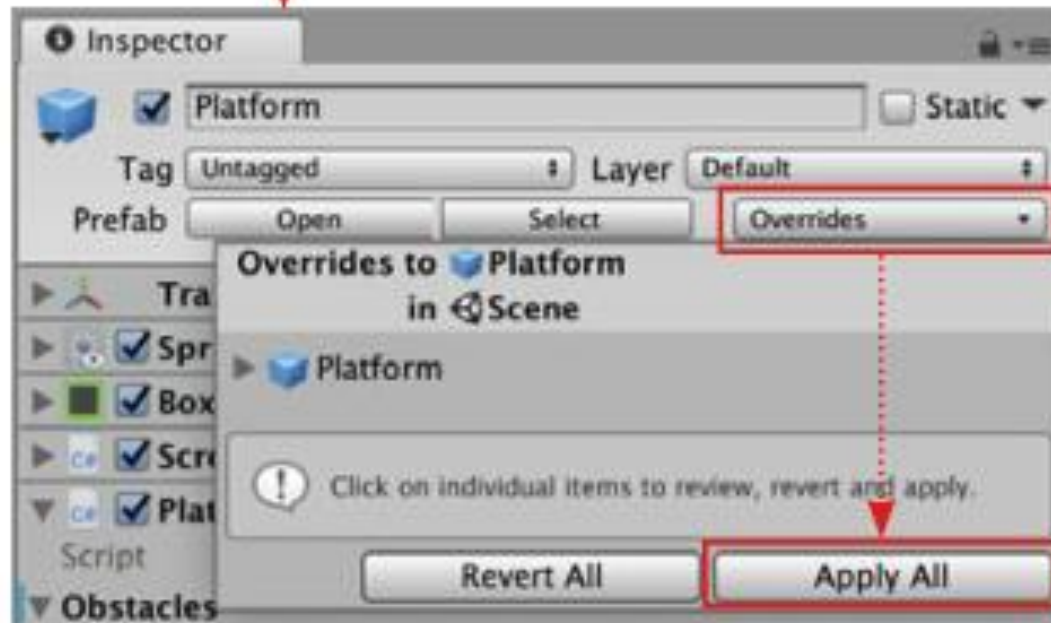 Inspector
Platform Static
Tag Untagged Layer Default
Prefab Open Select Overrides
Overrides to Platform
in Scene
Tra
Spr
Platform
Box
Scr
Click on individual items to review, revert and apply.
Plat
Script
Revert All Apply All
Obstacles